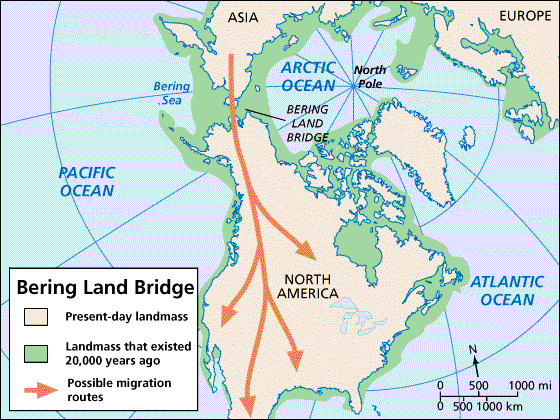 ASIA
EUROPE
ARCTIC
OCEAN
North
Pole
Bering
Sea
BERING
LAND
BRIDGE
PACIFIC
OCEAN
NORTH
AMERICA
ATLANTIC
OCEAN
Bering Land Bridge
Present-day landmass
Landmass that existed
20,000 years ago
Possible migration
routes
N
0 500 1000 mi
0 500 1000 km